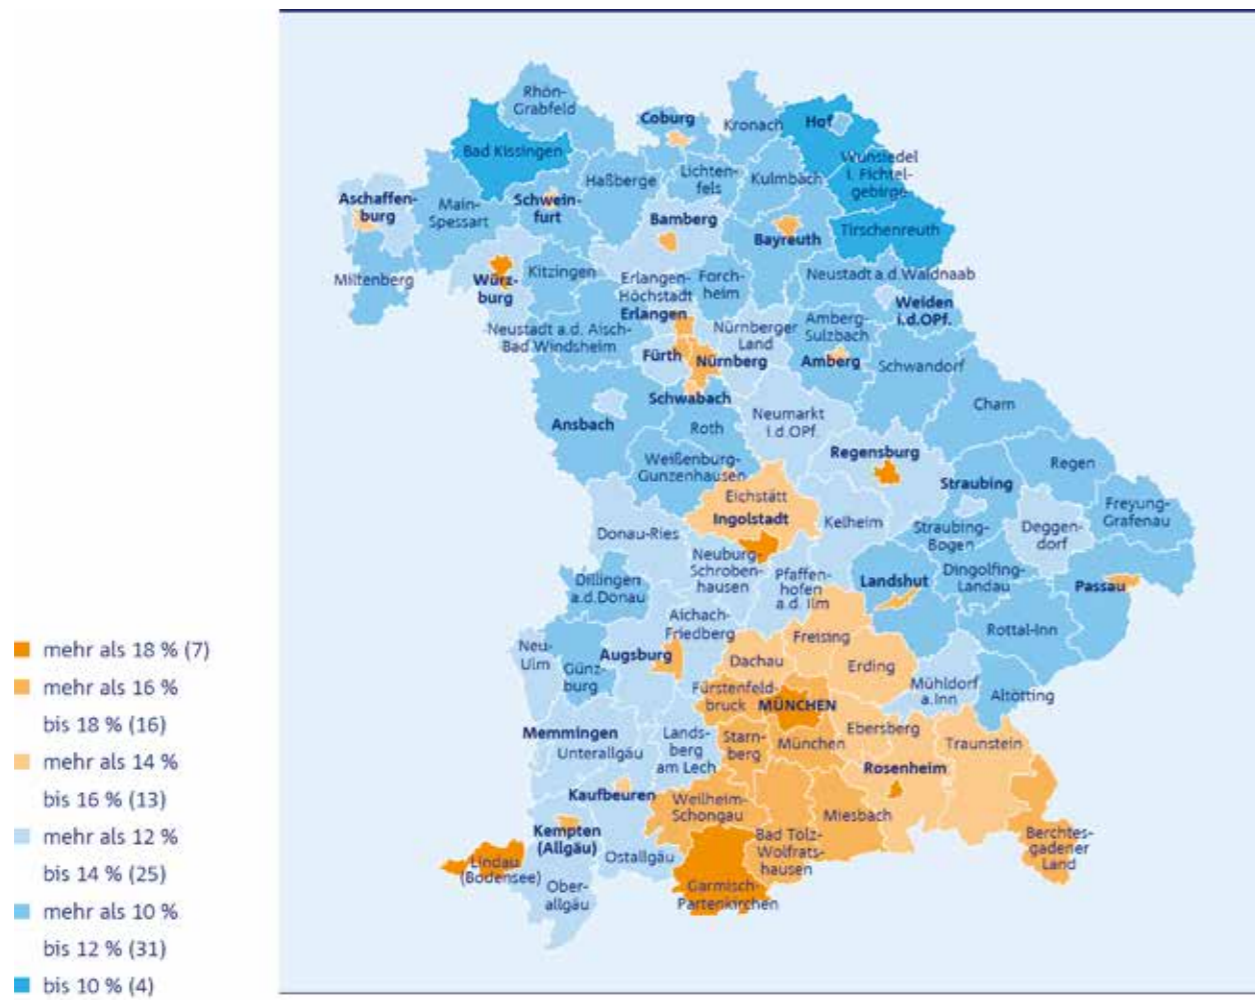 Rhön-
Grabfeld
Coburg
Kronach
Hof
Bad Kissingen
Wunsiedel
i. Fichtel-
gebirge
Haßberge
Lichten-
fels
Kulmbach
Aschaffen-
burg
Main-
Spessart
Schwein-
furt
Bamberg
Bayreuth
Tirschenreuth
Miltenberg
Würz-
burg
Kitzingen
Erlangen-
Höchstadt
Erlangen
Forch-
heim
Neustadt a.d.Waldnaab
Weiden
i.d.OPf.
Neustadt a.d. Aisch-
Bad Windsheim
Fürth
Nürnberg
Nürnberger
Land
Amberg-
Sulzbach
Amberg
Schwandorf
Schwabach
Ansbach
Roth
Neumarkt
i.d.OPf.
Cham
Weißenburg-
Gunzenhausen
Regensburg
Straubing
Regen
Eichstätt
Ingolstadt
Kelheim
Straubing-
Bogen
Deggen-
dorf
Freyung-
Grafenau
Donau-Ries
Neuburg-
Schroben-
hausen
Pfaffen-
hofen
a.d. Ilm
Landshut
Dingolfing-
Landau
Passau
Dillingen
a.d.Donau
Aichach-
Friedberg
Freising
Rottal-Inn
Neu-
Ulm
Günz-
burg
Augsburg
Dachau
Erding
Mühldorf
a.Inn
Altötting
Fürstenfeld-
bruck
MÜNCHEN
Memmingen
Unterallgäu
Lands-
berg
am Lech
Starn-
berg
München
Ebersberg
Traunstein
Rosenheim
Kaufbeuren
Weilheim-
Schongau
Miesbach
Kempten
(Allgäu)
Ostallgäu
Bad Tölz-
Wolfrats-
hausen
Berchtes-
gadener
Land
Lindau
(Bodensee)
Ober-
allgäu
Garmisch-
Partenkirchen
mehr als 18 % (7)
mehr als 16 %
bis 18 % (16)
mehr als 14 %
bis 16 % (13)
mehr als 12 %
bis 14 % (25)
mehr als 10 %
bis 12 % (31)
bis 10 % (4)